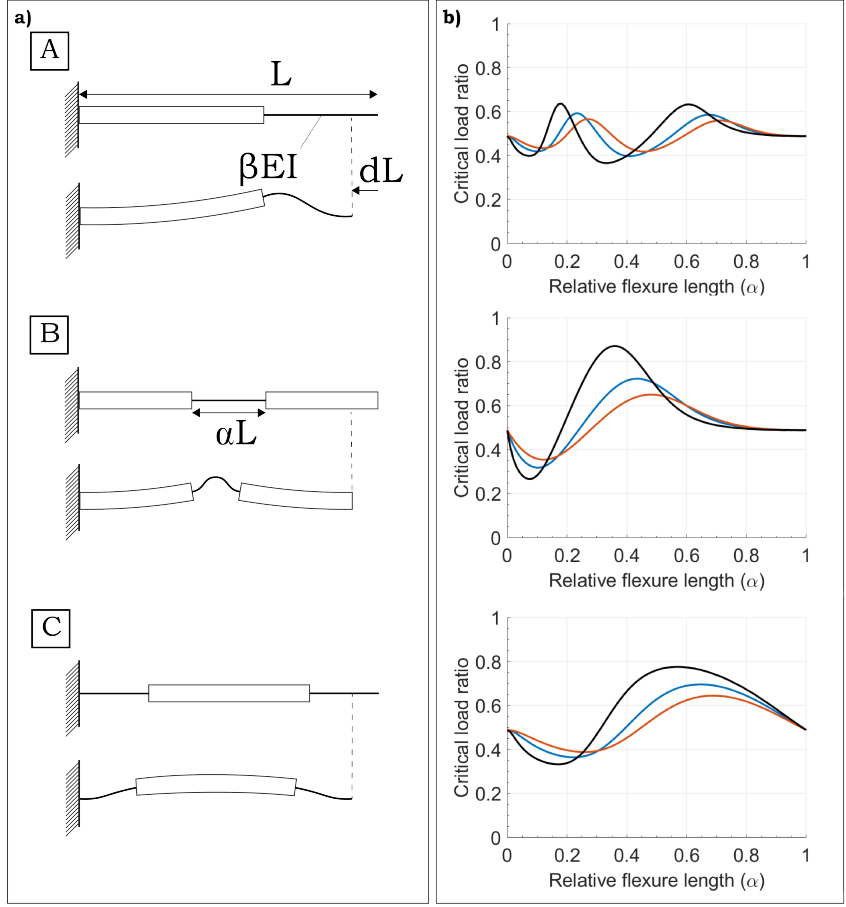 a)
A
L
βEI
dL
B
αL
C
b)
1
0.8
0.6
0.4
0.2
0
Critical load ratio
0 0.2 0.4 0.6 0.8 1
Relative flexure length (α)
1
0.8
0.6
0.4
0.2
0
Critical load ratio
0 0.2 0.4 0.6 0.8 1
Relative flexure length (α)
1
0.8
0.6
0.4
0.2
0
Critical load ratio
0 0.2 0.4 0.6 0.8 1
Relative flexure length (α)